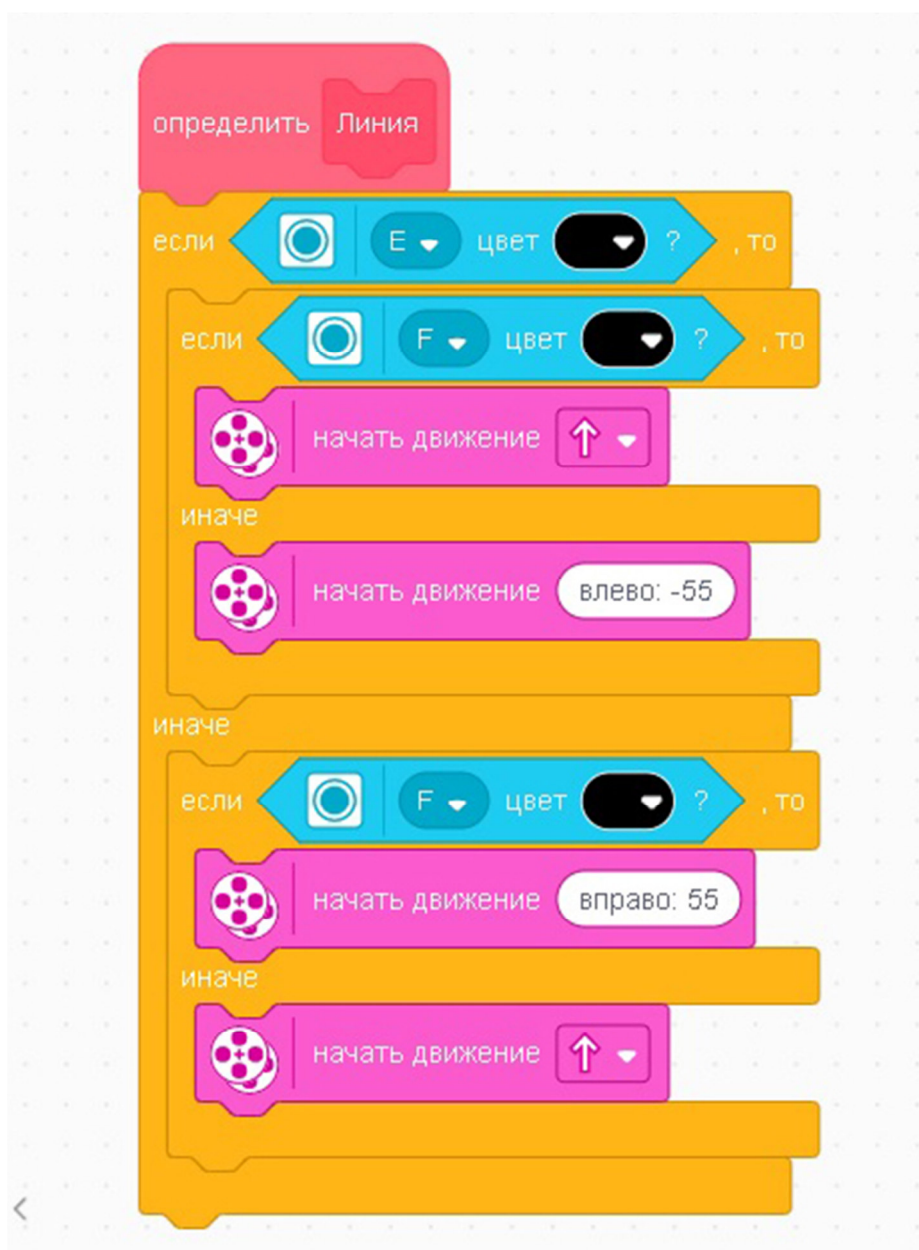 определить Линия
если E цвет ? , то
если F цвет ? , то
начать движение
иначе
начать движение влево: -55
иначе
если F цвет ? , то
начать движение вправо: 55
иначе
начать движение